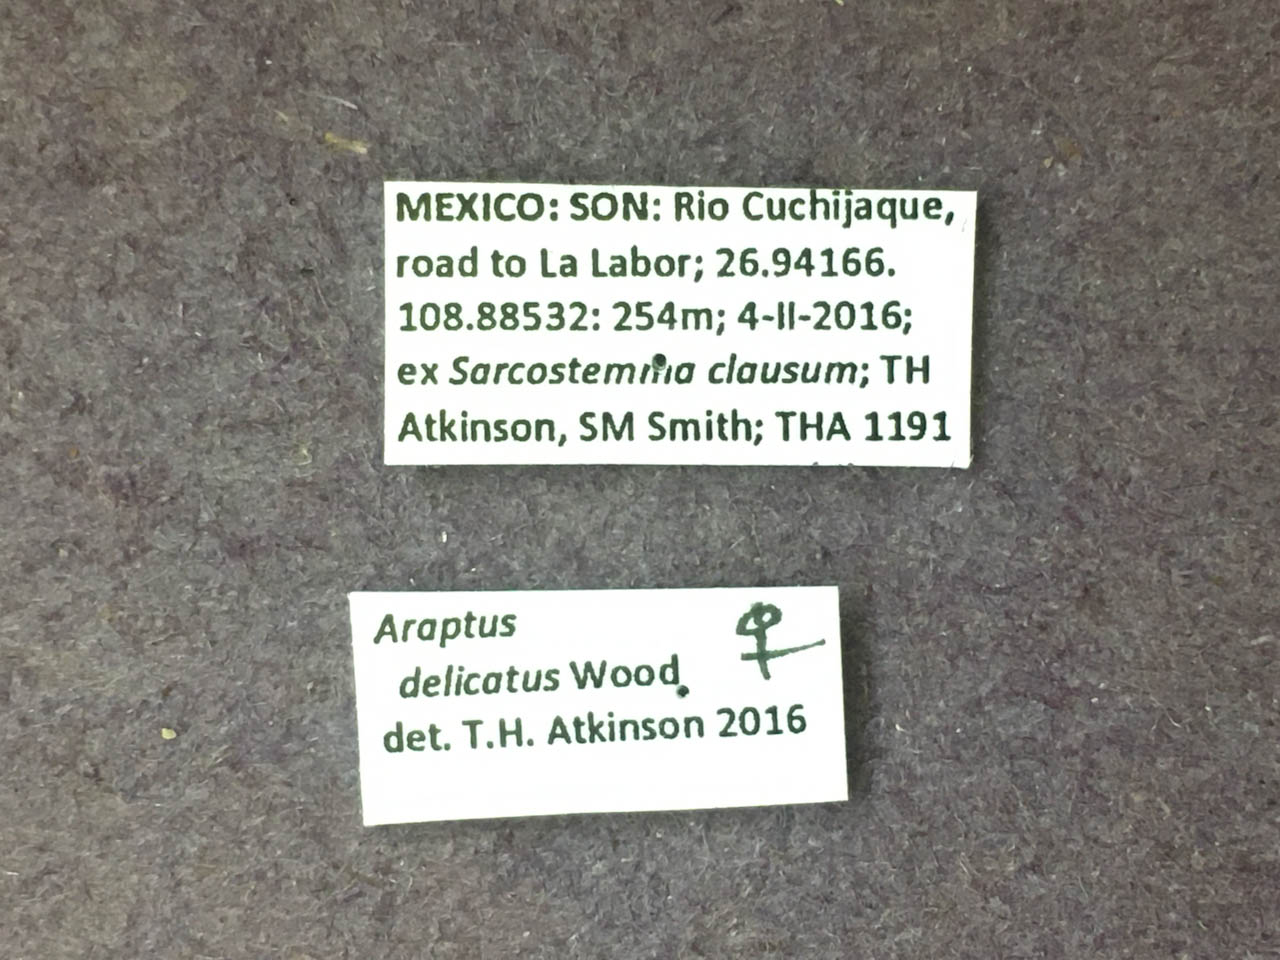 MEXICO: SON: Rio Cuchijaque,
road to La Labor; 26.94166.
108.88532: 254m; 4-II-2016;
ex Sarcostemma clausum; TH
Atkinson, SM Smith; THA 1191
Araptus ♀
delicatus Wood
det. T.H. Atkinson 2016